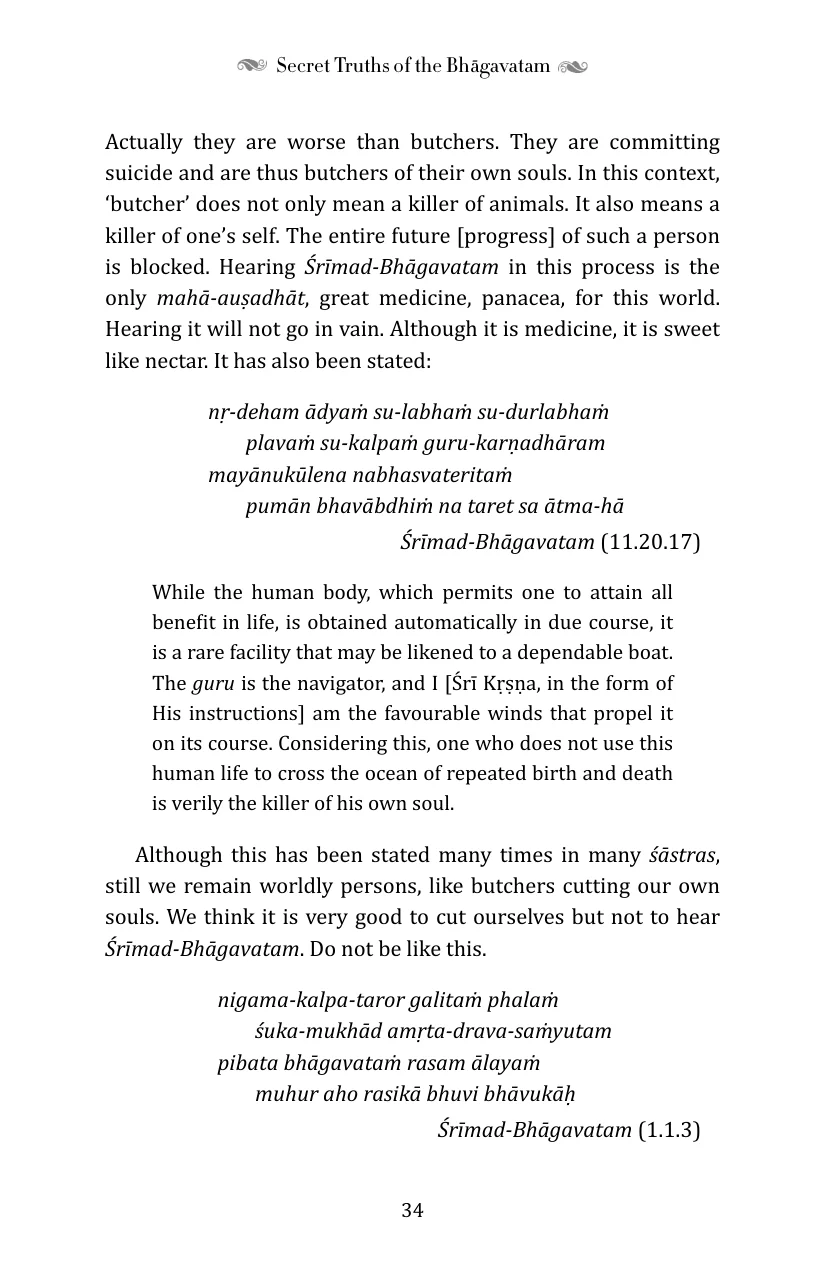 Secret Truths of the Bhāgavatam
Actually they are worse than butchers. They are committing
suicide and are thus butchers of their own souls. In this context,
‘butcher’ does not only mean a killer of animals. It also means a
killer of one’s self. The entire future [progress] of such a person
is blocked. Hearing Śrīmad-Bhāgavatam in this process is the
only mahā-auṣadhāt, great medicine, panacea, for this world.
Hearing it will not go in vain. Although it is medicine, it is sweet
like nectar. It has also been stated:
nṛ-deham ādyaṁ su-labhaṁ su-durlabhaṁ
plavaṁ su-kalpaṁ guru-karṇadhāram
mayānukūlena nabhasvateritaṁ
pumān bhavābdhiṁ na taret sa ātma-hā
Śrīmad-Bhāgavatam (11.20.17)
While the human body, which permits one to attain all
benefit in life, is obtained automatically in due course, it
is a rare facility that may be likened to a dependable boat.
The guru is the navigator, and I [Śrī Kṛṣṇa, in the form of
His instructions] am the favourable winds that propel it
on its course. Considering this, one who does not use this
human life to cross the ocean of repeated birth and death
is verily the killer of his own soul.
Although this has been stated many times in many śāstras,
still we remain worldly persons, like butchers cutting our own
souls. We think it is very good to cut ourselves but not to hear
Śrīmad-Bhāgavatam. Do not be like this.
nigama-kalpa-taror galitaṁ phalaṁ
śuka-mukhād amṛta-drava-saṁyutam
pibata bhāgavataṁ rasam ālayaṁ
muhur aho rasikā bhuvi bhāvukāḥ
Śrīmad-Bhāgavatam (1.1.3)
34